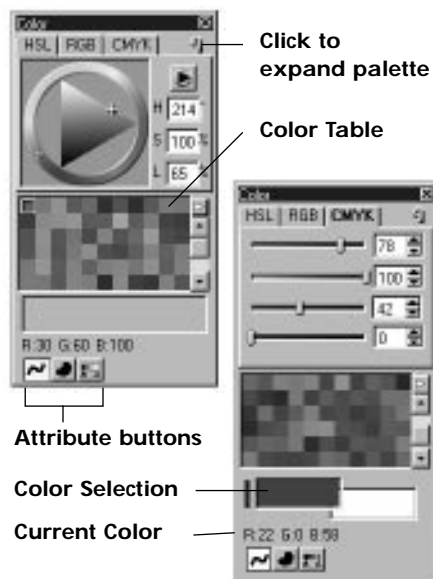 Color
HSL RGB CMYK
Click to
expand palette
H 214 °
S 100 %
L 65 %
Color Table
R:30 G:60 B:100
Attribute buttons
Color
HSL RGB CMYK
78
100
42
0
Color Selection
Current Color
R:22 G:0 B:58